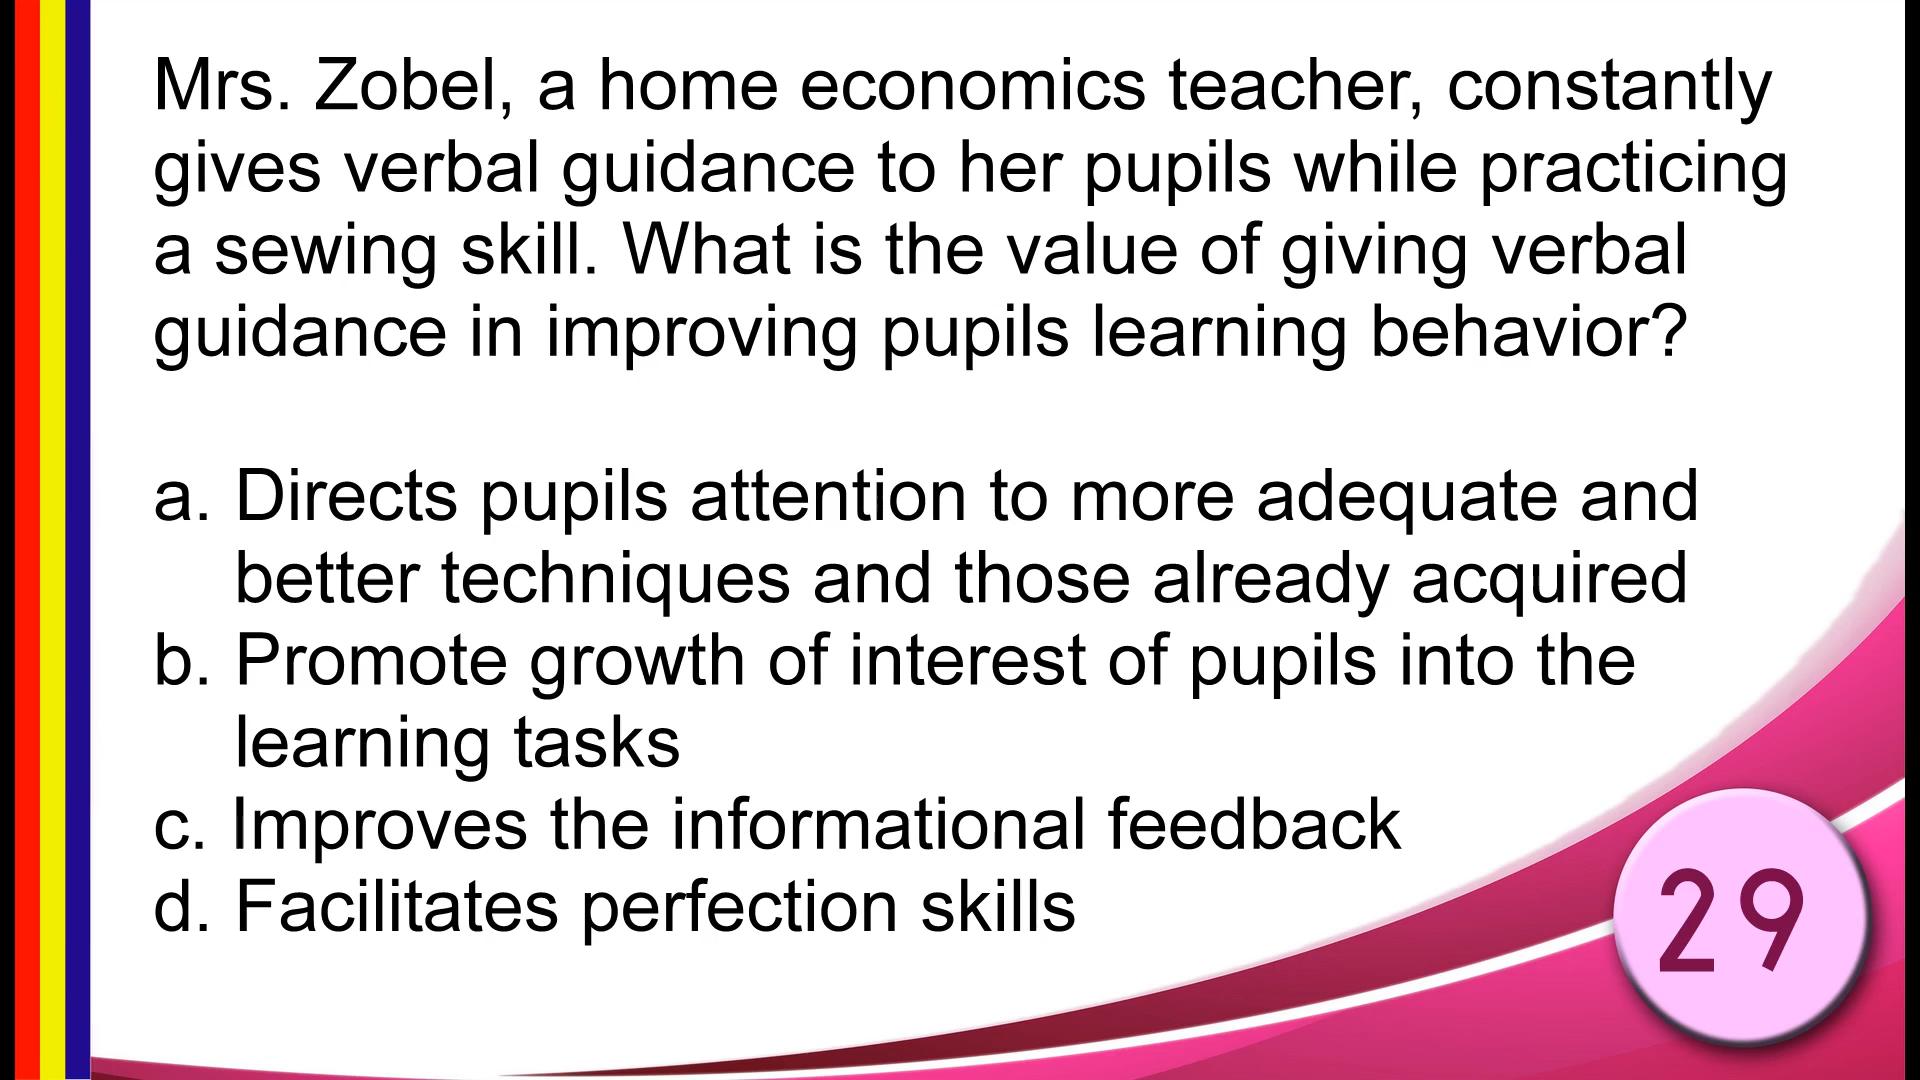 Mrs. Zobel, a home economics teacher, constantly
gives verbal guidance to her pupils while practicing
a sewing skill. What is the value of giving verbal
guidance in improving pupils learning behavior?
a. Directs pupils attention to more adequate and
better techniques and those already acquired
b. Promote growth of interest of pupils into the
learning tasks
c. Improves the informational feedback
d. Facilitates perfection skills
29